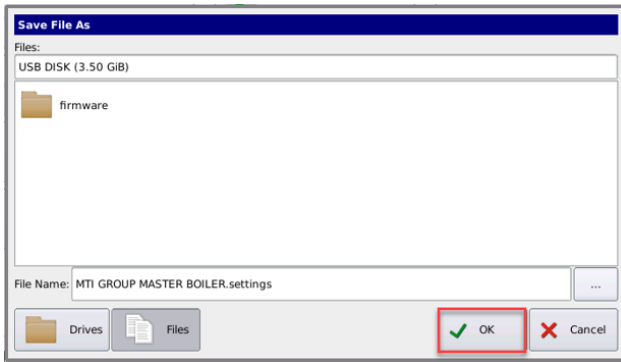 Save File As
Files:
USB DISK (3.50 GiB)
firmware
File Name: MTI GROUP MASTER BOILER.settings ...
Drives Files OK Cancel